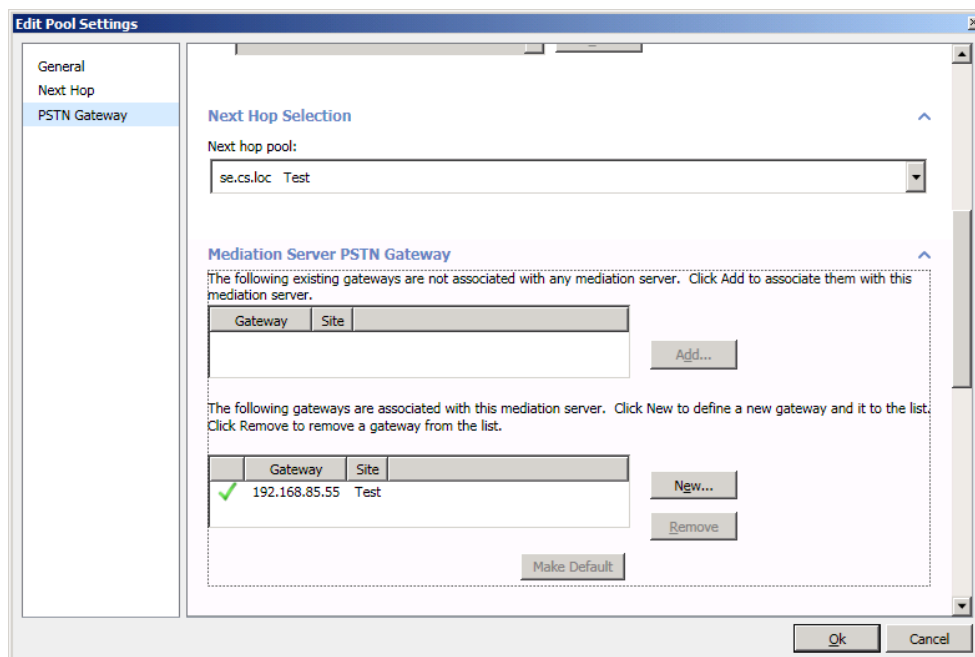 Edit Pool Settings
General
Next Hop
PSTN Gateway
Next Hop Selection
Next hop pool:
se.cs.loc Test
Mediation Server PSTN Gateway
The following existing gateways are not associated with any mediation server. Click Add to associate them with this
mediation server.
Gateway Site
Add...
The following gateways are associated with this mediation server. Click New to define a new gateway and it to the list.
Click Remove to remove a gateway from the list.
Gateway Site
192.168.85.55 Test
New...
Remove
Make Default
Ok Cancel